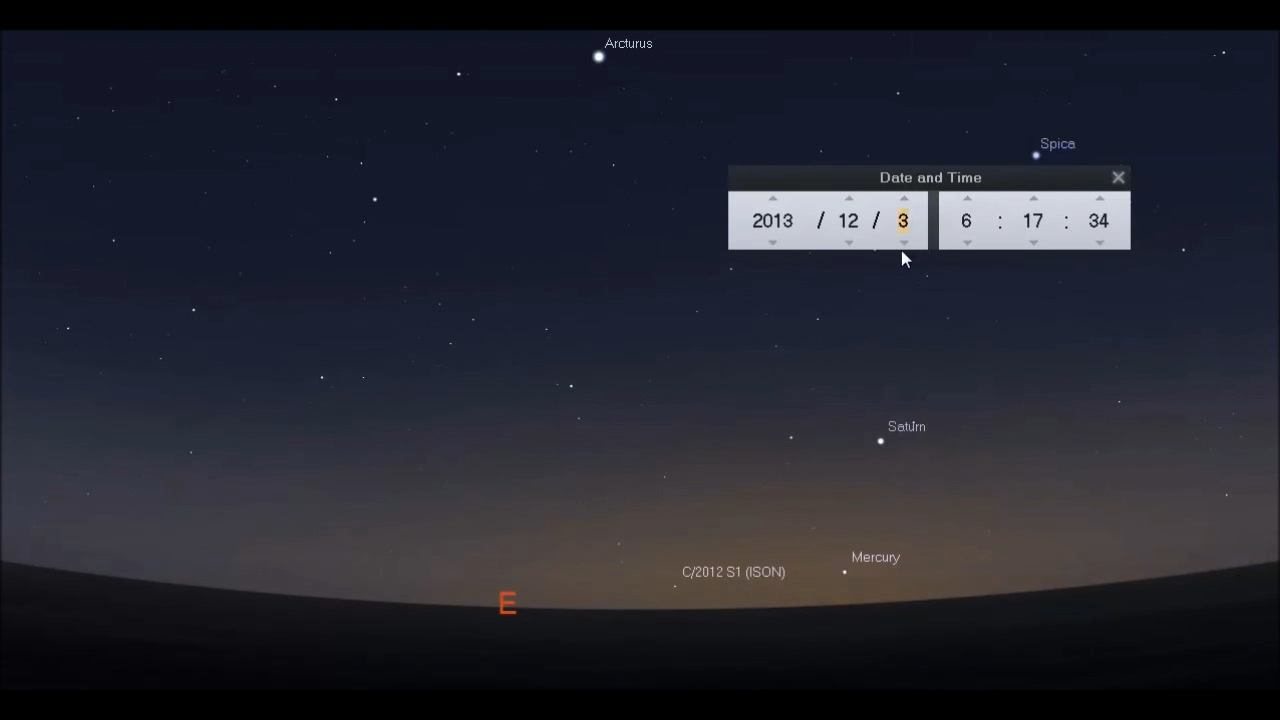 Arcturus
Spica
Date and Time
2013 / 12 / 3 6 : 17 : 34
Saturn
Mercury
C/2012 S1 (ISON)
E